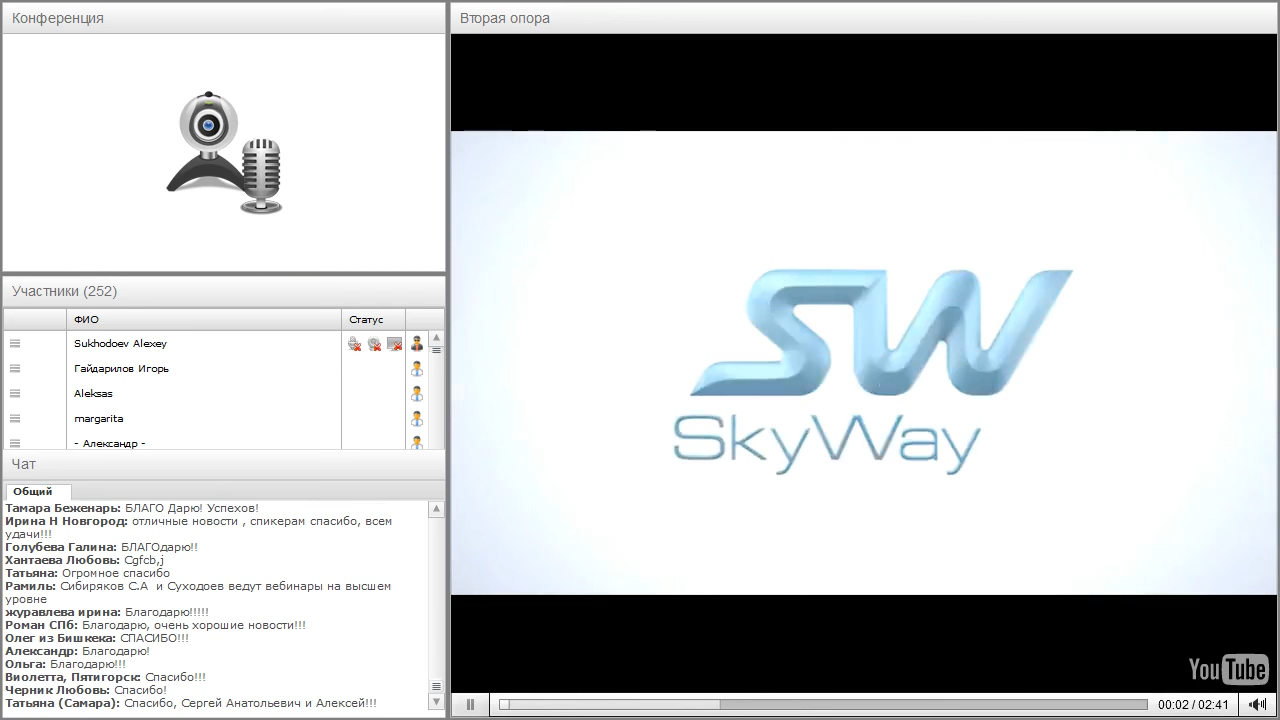 Конференция
Вторая опора
SW
SkyWay
Участники (252)
ФИО Статус
Sukhodoev Alexey
Гайдарилов Игорь
Aleksas
margarita
- Александр -
Чат
Общий
Тамара Беженарь: БЛАГО Дарю! Успехов!
Ирина Н Новгород: отличные новости , спикерам спасибо, всем
удачи!!!
Голубева Галина: БЛАГОдарю!!
Хантаева Любовь: Cgfcb,j
Татьяна: Огромное спасибо
Рамиль: Сибиряков С.А и Суходоев ведут вебинары на высшем
уровне
журавлева ирина: Благодарю!!!!!
Роман СПб: Благодарю, очень хорошие новости!!!
Олег из Бишкека: СПАСИБО!!!
Александр: Благодарю!
Ольга: Благодарю!!!
Виолетта, Пятигорск: Спасибо!!!
Черник Любовь: Спасибо!
Татьяна (Самара): Спасибо, Сергей Анатольевич и Алексей!!!
YouTube
00:02 / 02:41